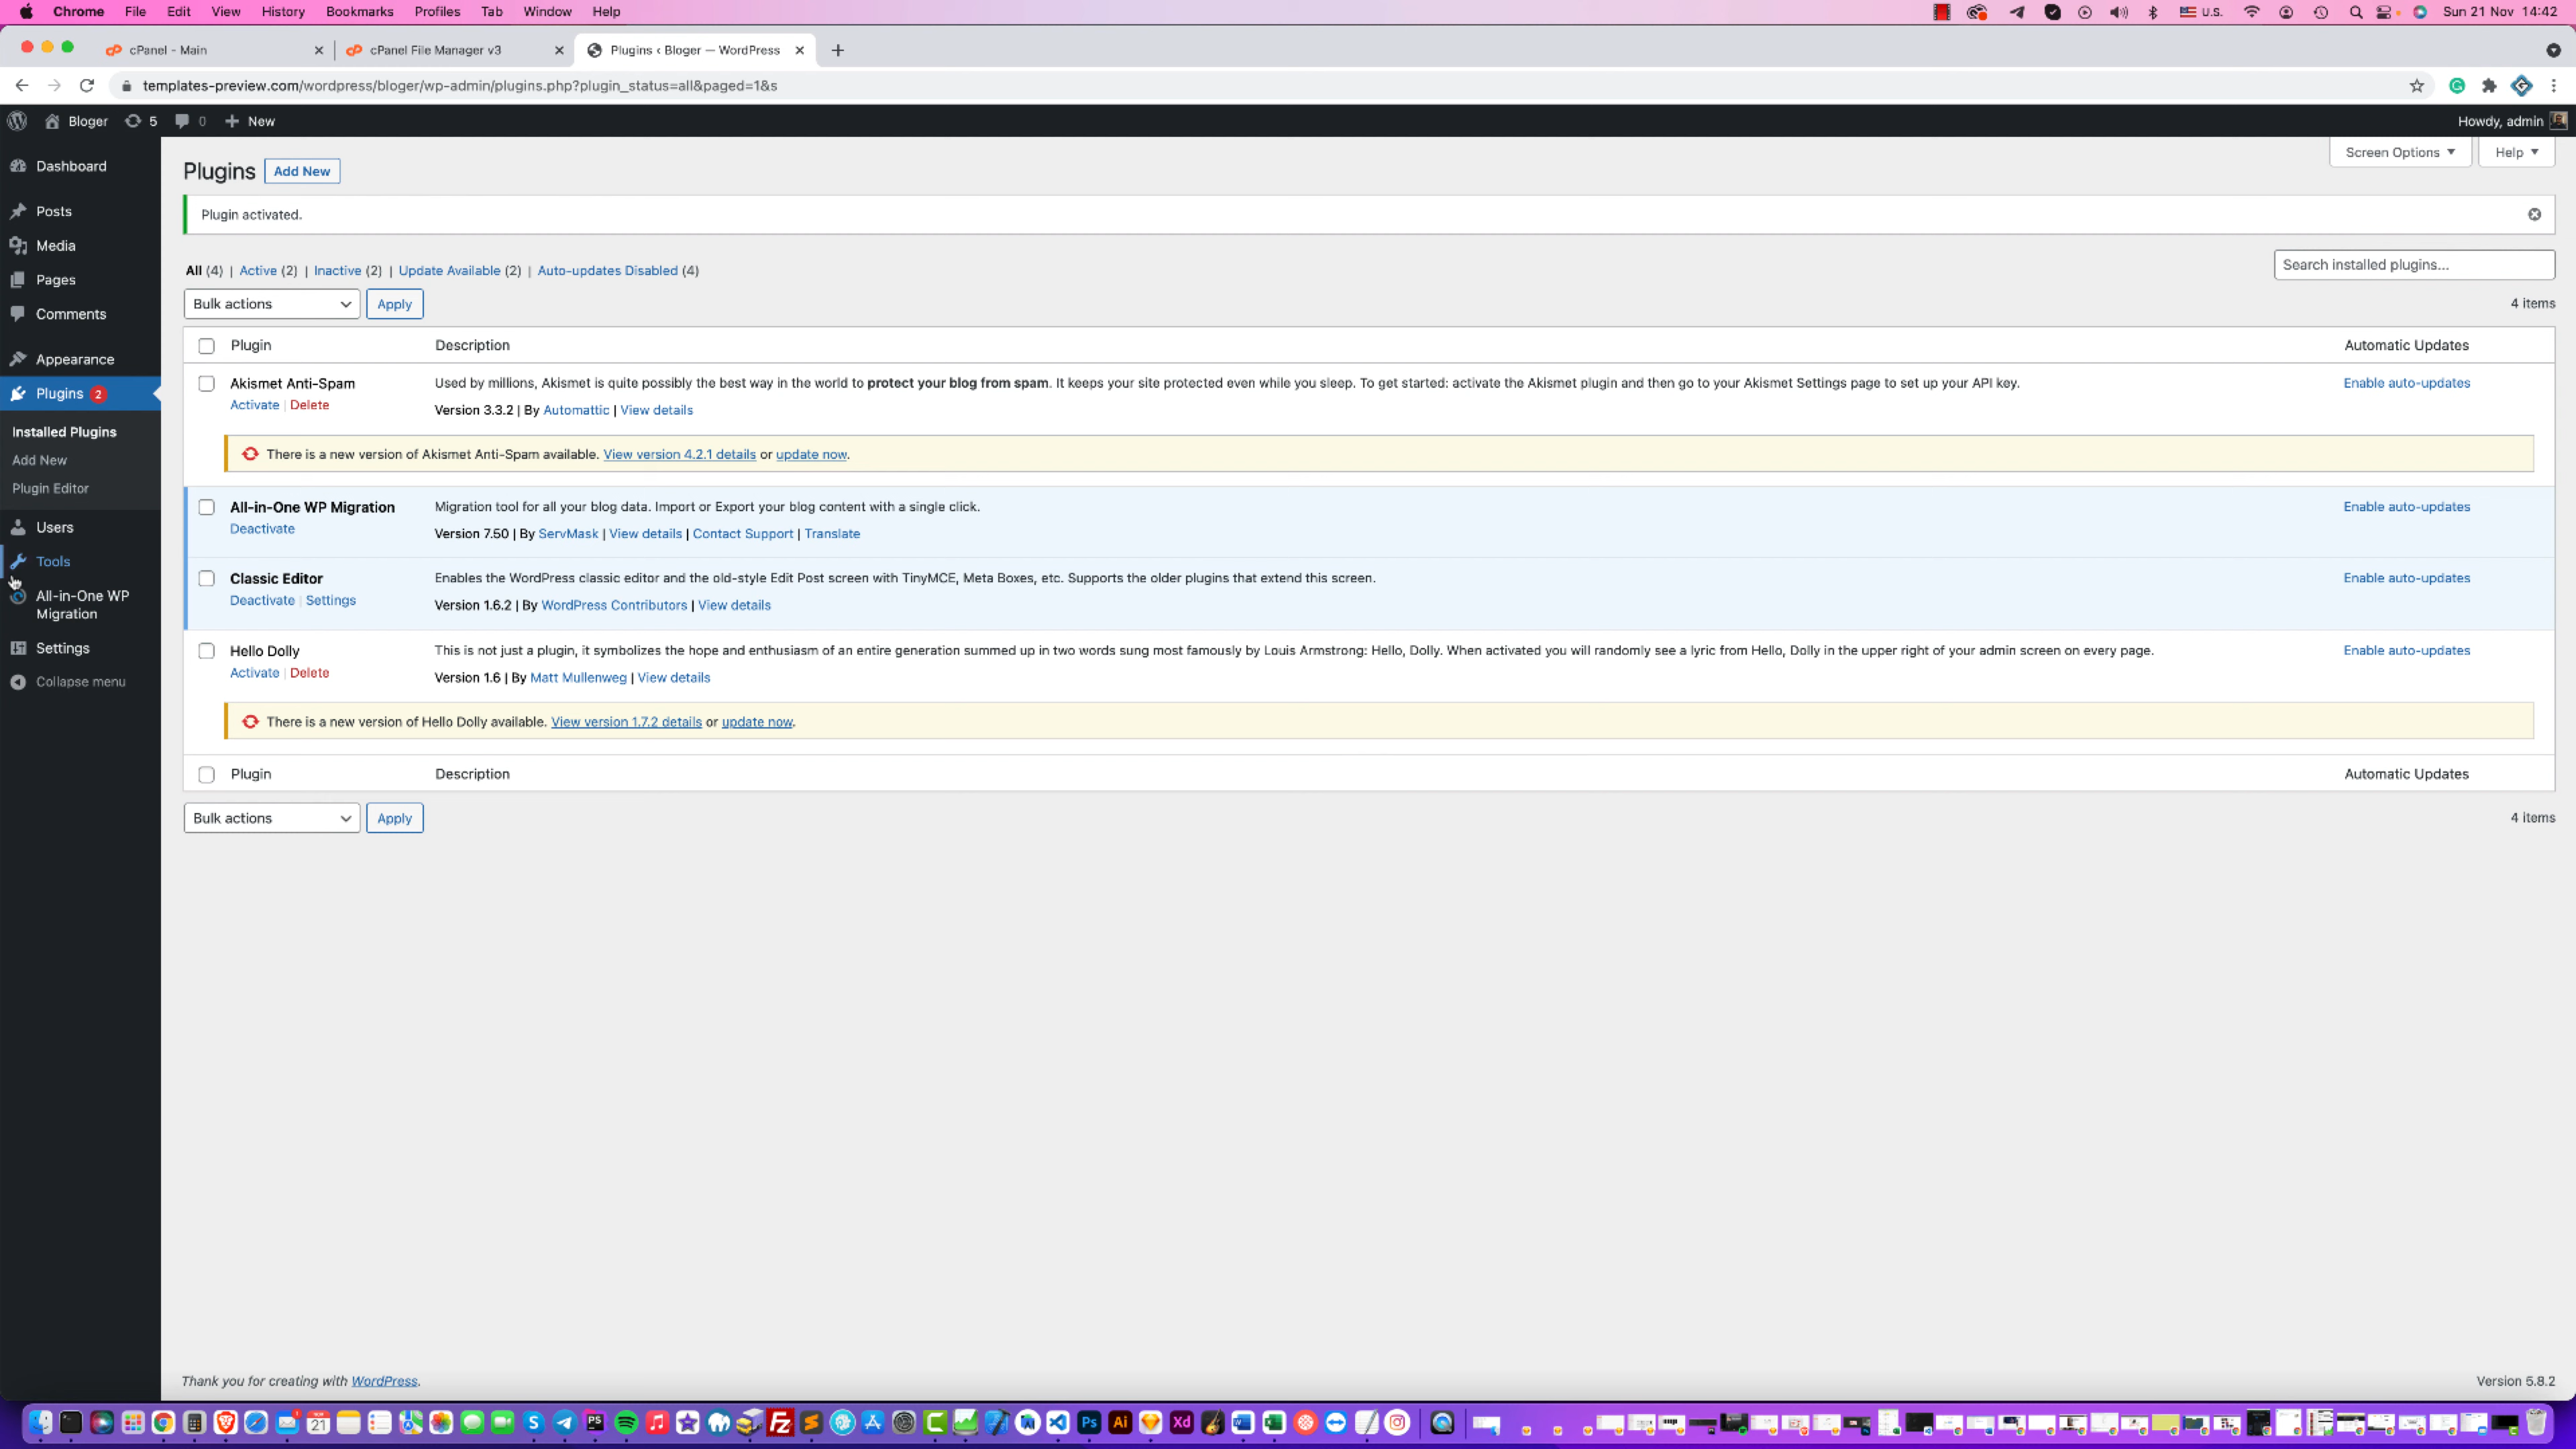 Chrome File Edit View History Bookmarks Profiles Tab Window Help U.S. Sun 21 Nov 14:42
cPanel - Main cPanel File Manager v3 Plugins ‹ Bloger — WordPress
templates-preview.com/wordpress/bloger/wp-admin/plugins.php?plugin_status=all&paged=1&s
Bloger 5 0 New Howdy, admin
Dashboard
Posts
Media
Pages
Comments
Appearance
Plugins 2
Installed Plugins
Add New
Plugin Editor
Users
Tools
All-in-One WP
Migration
Settings
Collapse menu
Screen Options Help
Plugins Add New
Plugin activated.
All (4) | Active (2) | Inactive (2) | Update Available (2) | Auto-updates Disabled (4)
Search installed plugins...
Bulk actions Apply 4 items
Plugin Description Automatic Updates
Akismet Anti-Spam Used by millions, Akismet is quite possibly the best way in the world to protect your blog from spam. It keeps your site protected even while you sleep. To get started: activate the Akismet plugin and then go to your Akismet Settings page to set up your API key. Enable auto-updates
Activate | Delete Version 3.3.2 | By Automattic | View details
There is a new version of Akismet Anti-Spam available. View version 4.2.1 details or update now.
All-in-One WP Migration Migration tool for all your blog data. Import or Export your blog content with a single click. Enable auto-updates
Deactivate Version 7.50 | By ServMask | View details | Contact Support | Translate
Classic Editor Enables the WordPress classic editor and the old-style Edit Post screen with TinyMCE, Meta Boxes, etc. Supports the older plugins that extend this screen. Enable auto-updates
Deactivate | Settings Version 1.6.2 | By WordPress Contributors | View details
Hello Dolly This is not just a plugin, it symbolizes the hope and enthusiasm of an entire generation summed up in two words sung most famously by Louis Armstrong: Hello, Dolly. When activated you will randomly see a lyric from Hello, Dolly in the upper right of your admin screen on every page. Enable auto-updates
Activate | Delete Version 1.6 | By Matt Mullenweg | View details
There is a new version of Hello Dolly available. View version 1.7.2 details or update now.
Plugin Description Automatic Updates
Bulk actions Apply 4 items
Thank you for creating with WordPress. Version 5.8.2
21 PS Fz Ps Ai Xd